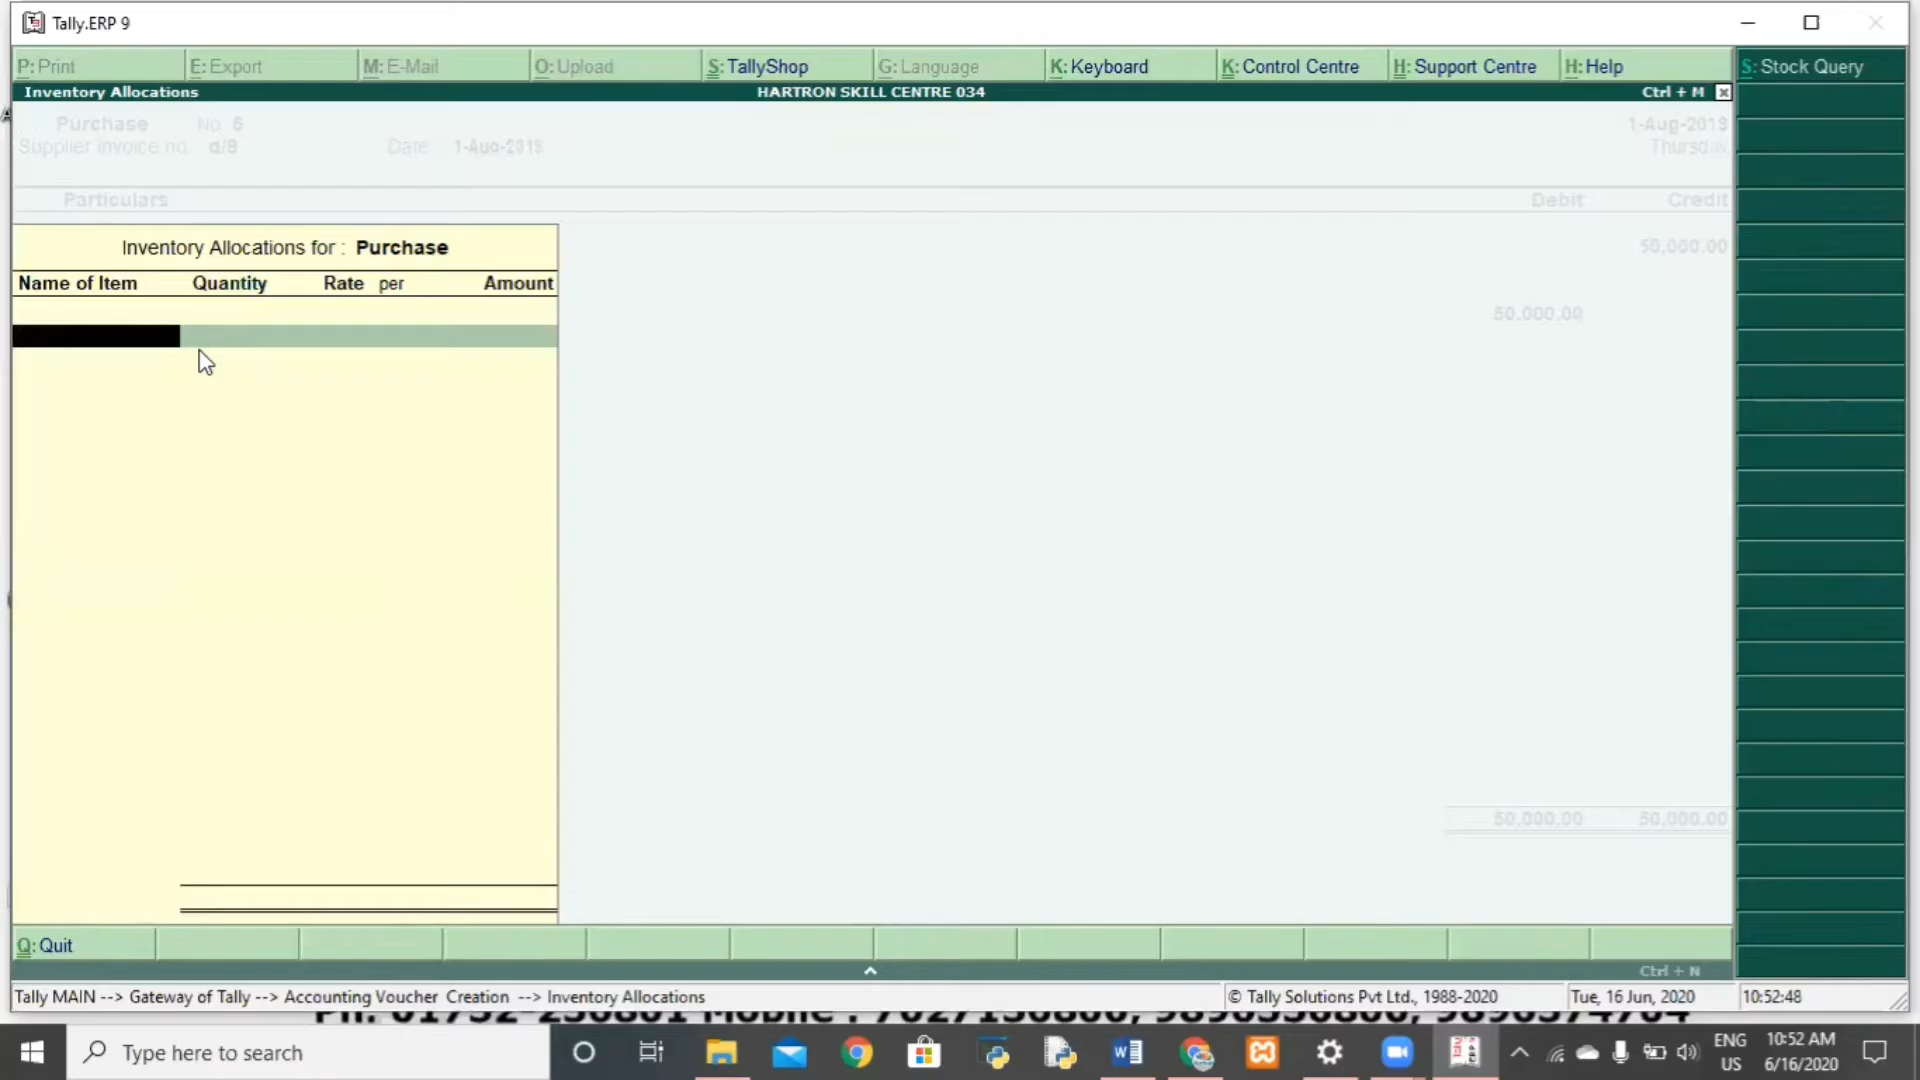 Tally.ERP 9
P: Print E: Export M: E-Mail O: Upload S: TallyShop G: Language K: Keyboard K: Control Centre H: Support Centre H: Help S: Stock Query
Inventory Allocations HARTRON SKILL CENTRE 034 Ctrl + M
Purchase No. 1-Aug-2019
Supplier invoice no. Date 1-Aug-2019 Thursday
Particulars Debit Credit
Inventory Allocations for : Purchase 50,000.00
Name of Item Quantity Rate per Amount
50,000.00
50,000.00 50,000.00
Q: Quit
Ctrl + N
Tally MAIN --> Gateway of Tally --> Accounting Voucher Creation --> Inventory Allocations © Tally Solutions Pvt Ltd., 1988-2020 Tue, 16 Jun, 2020 10:52:48
Type here to search
ENG 10:52 AM
US 6/16/2020